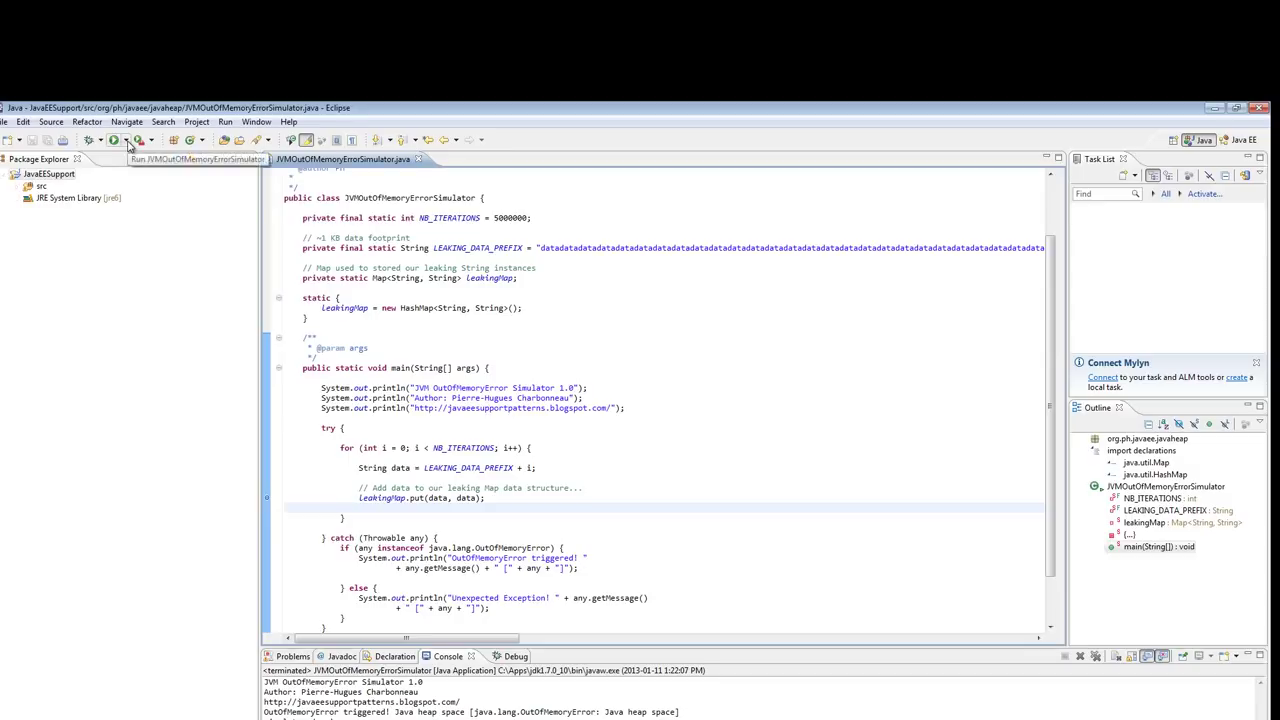 Java - JavaEESupport/src/org/ph/javaee/javaheap/JVMOutOfMemoryErrorSimulator.java - Eclipse
Edit Source Refactor Navigate Search Project Run Window Help
Java Java EE
Package Explorer
Run JVMOutOfMemoryErrorSimulator
JVMOutOfMemoryErrorSimulator.java
JavaEESupport
src
JRE System Library [jre6]
*
*/
public class JVMOutOfMemoryErrorSimulator {
private final static int NB_ITERATIONS = 5000000;
// ~1 KB data footprint
private final static String LEAKING_DATA_PREFIX = "datadatadatadatadatadatadatadatadatadatadatadatadatadatadatadatadatadatadatadatadatadatadatadatadatadatadata
// Map used to stored our leaking String instances
private static Map<String, String> leakingMap;
static {
leakingMap = new HashMap<String, String>();
}
/**
* @param args
*/
public static void main(String[] args) {
System.out.println("JVM OutOfMemoryError Simulator 1.0");
System.out.println("Author: Pierre-Hugues Charbonneau");
System.out.println("http://javaeesupportpatterns.blogspot.com/");
try {
for (int i = 0; i < NB_ITERATIONS; i++) {
String data = LEAKING_DATA_PREFIX + i;
// Add data to our leaking Map data structure...
leakingMap.put(data, data);
}
} catch (Throwable any) {
if (any instanceof java.lang.OutOfMemoryError) {
System.out.println("OutOfMemoryError triggered! "
+ any.getMessage() + " [" + any + "]");
} else {
System.out.println("Unexpected Exception! " + any.getMessage()
+ " [" + any + "]");
}
}
Task List
Find All Activate...
Connect Mylyn
Connect to your task and ALM tools or create a
local task.
Outline
org.ph.javaee.javaheap
import declarations
java.util.Map
java.util.HashMap
JVMOutOfMemoryErrorSimulator
NB_ITERATIONS : int
LEAKING_DATA_PREFIX : String
leakingMap : Map<String, String>
{...}
main(String[]) : void
Problems Javadoc Declaration Console Debug
<terminated> JVMOutOfMemoryErrorSimulator [Java Application] C:\Apps\jdk1.7.0_10\bin\javaw.exe (2013-01-11 1:22:07 PM)
JVM OutOfMemoryError Simulator 1.0
Author: Pierre-Hugues Charbonneau
http://javaeesupportpatterns.blogspot.com/
OutOfMemoryError triggered! Java heap space [java.lang.OutOfMemoryError: Java heap space]